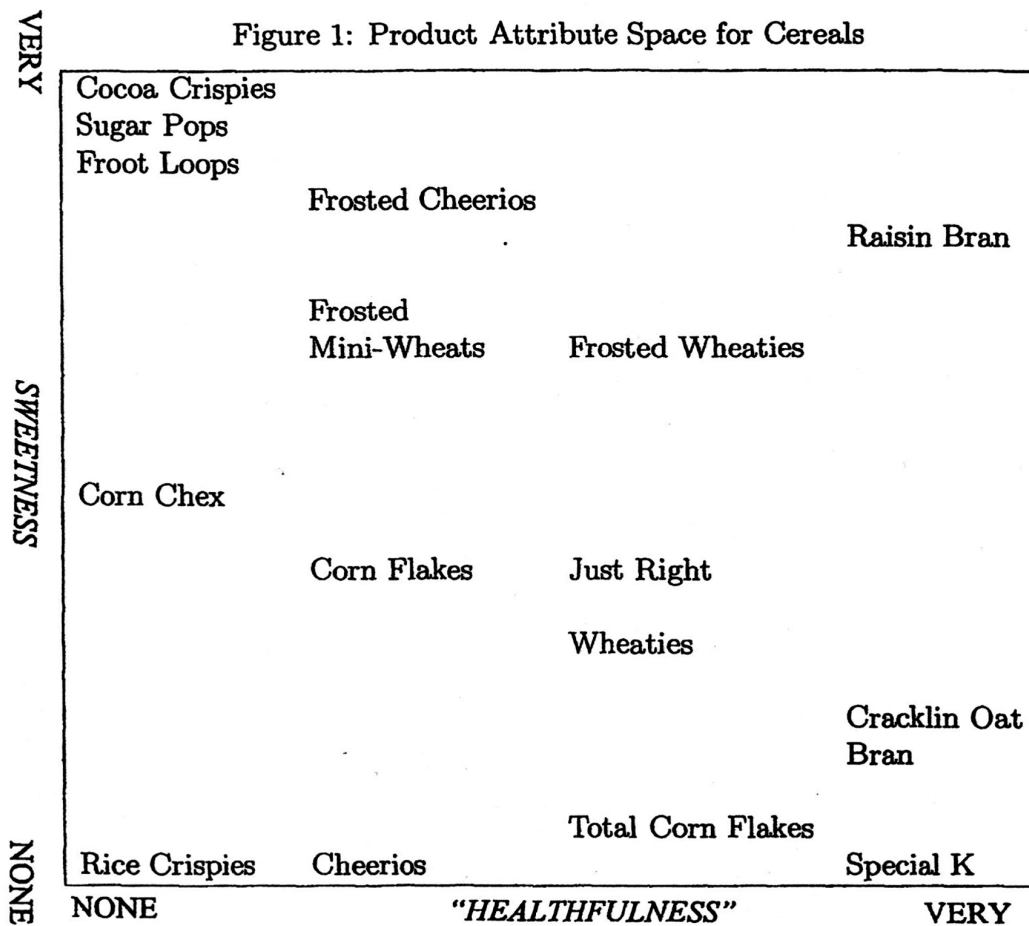 Figure 1: Product Attribute Space for Cereals
VERY
Cocoa Crispies
Sugar Pops
Froot Loops
Frosted Cheerios
Raisin Bran
Frosted
Mini-Wheats
Frosted Wheaties
SWEETNESS
Corn Chex
Corn Flakes
Just Right
Wheaties
Cracklin Oat
Bran
Total Corn Flakes
NONE
Rice Crispies
Cheerios
Special K
NONE
"HEALTHFULNESS"
VERY